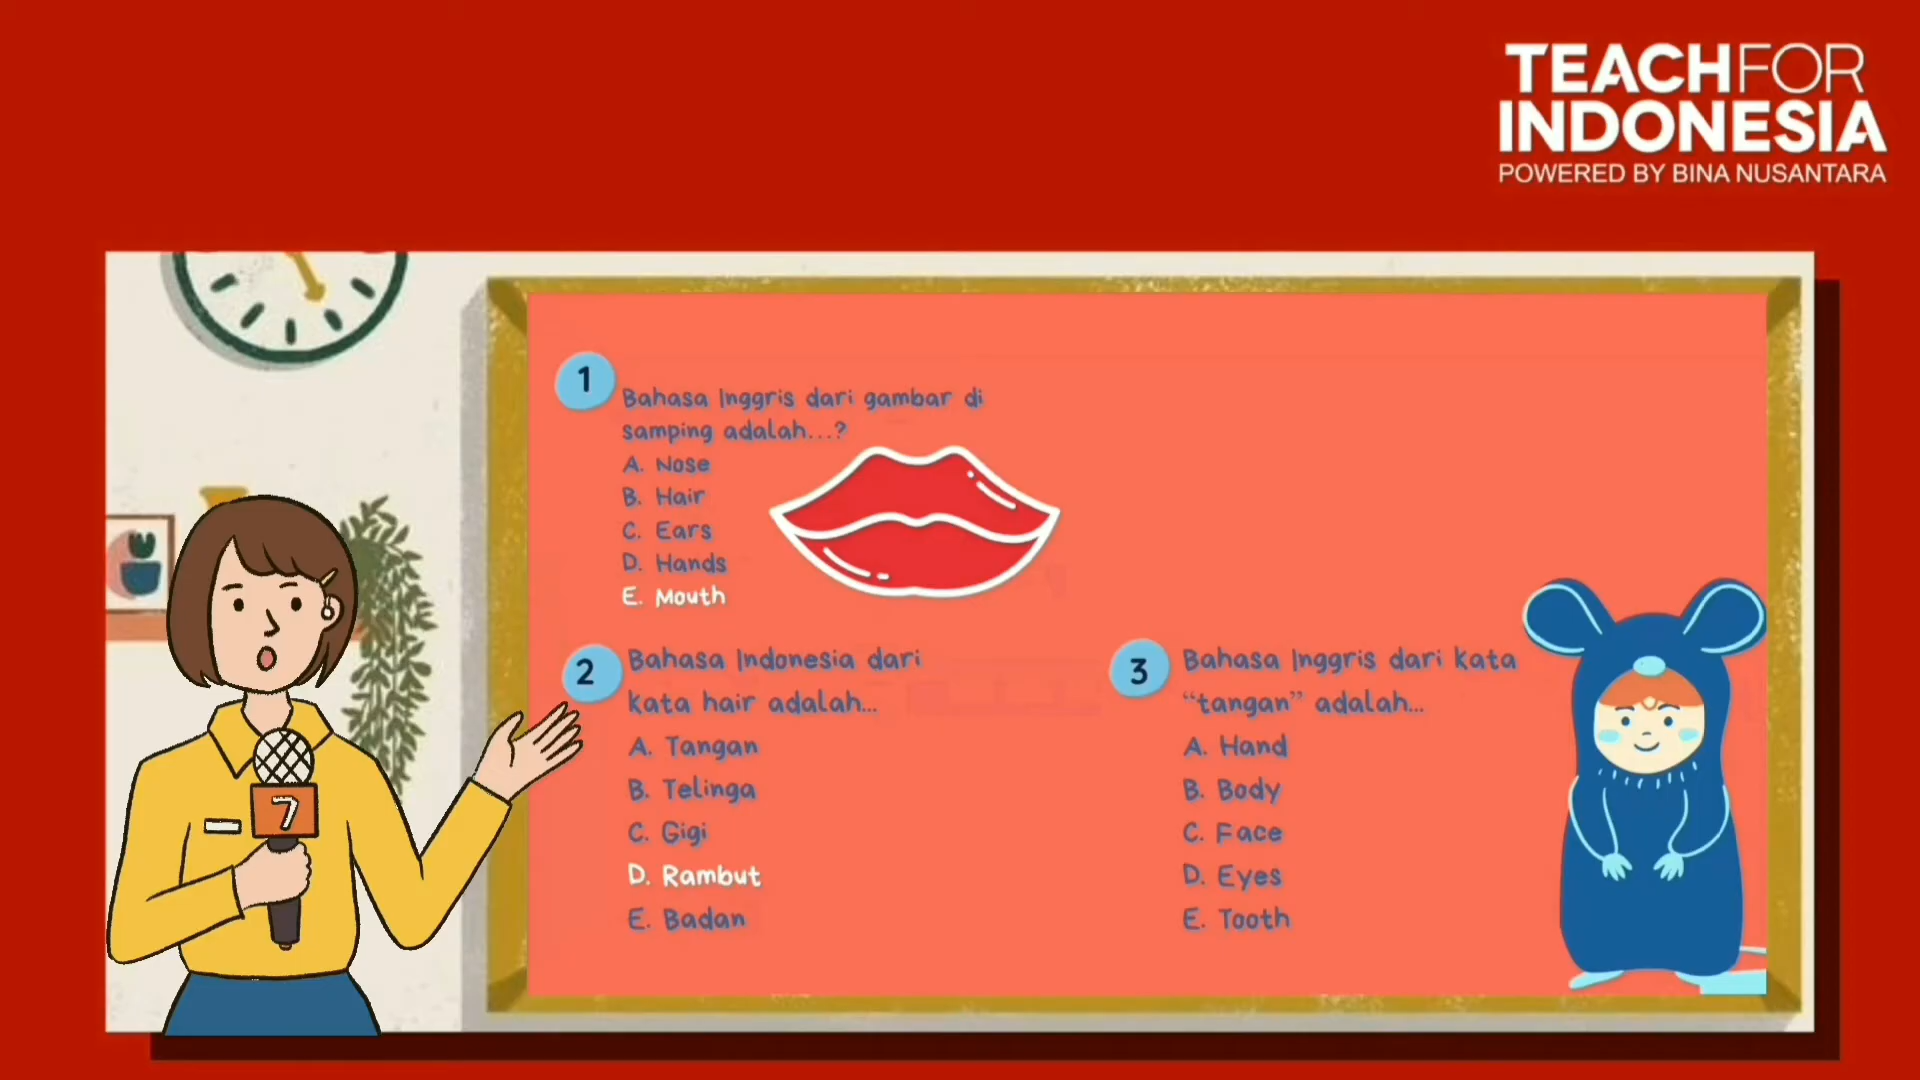 TEACHFOR
INDONESIA
POWERED BY BINA NUSANTARA
1
Bahasa Inggris dari gambar di
samping adalah...?
A. Nose
B. Hair
C. Ears
D. Hands
E. Mouth
2
Bahasa Indonesia dari
kata hair adalah...
A. Tangan
B. Telinga
C. Gigi
D. Rambut
E. Badan
3
Bahasa Inggris dari kata
“tangan” adalah...
A. Hand
B. Body
C. Face
D. Eyes
E. Tooth
7